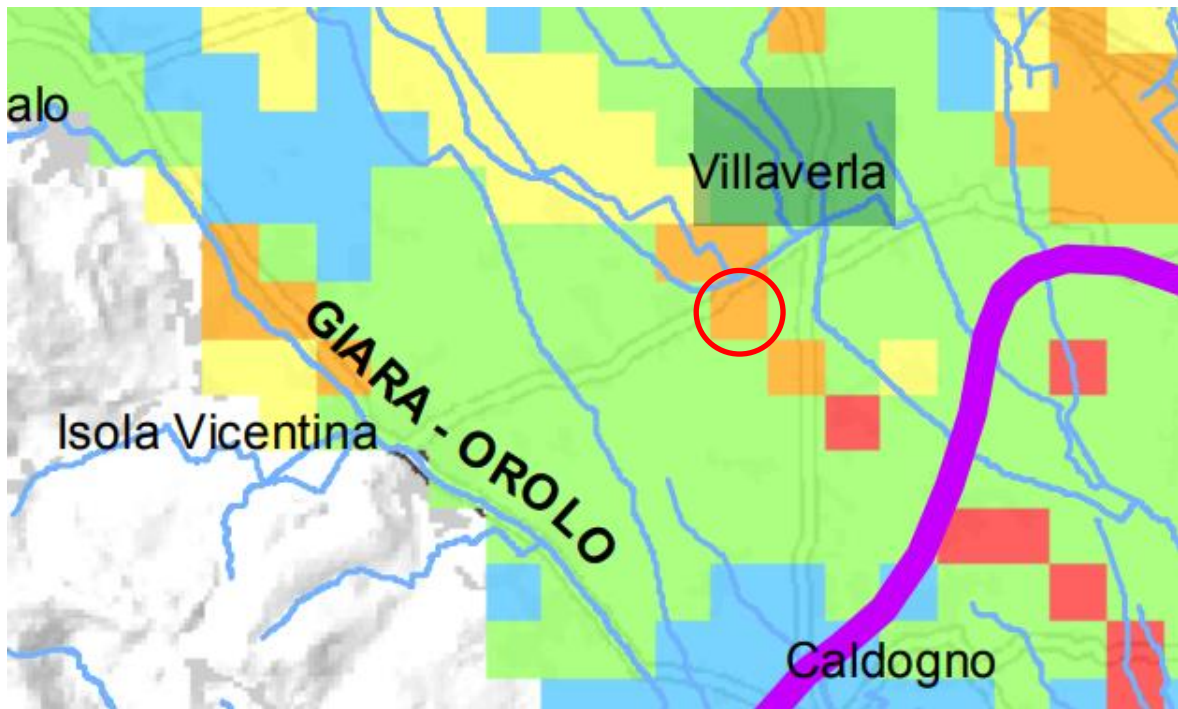 alo
Villaverla
GIARA - OROLO
Isola Vicentina
Caldogno